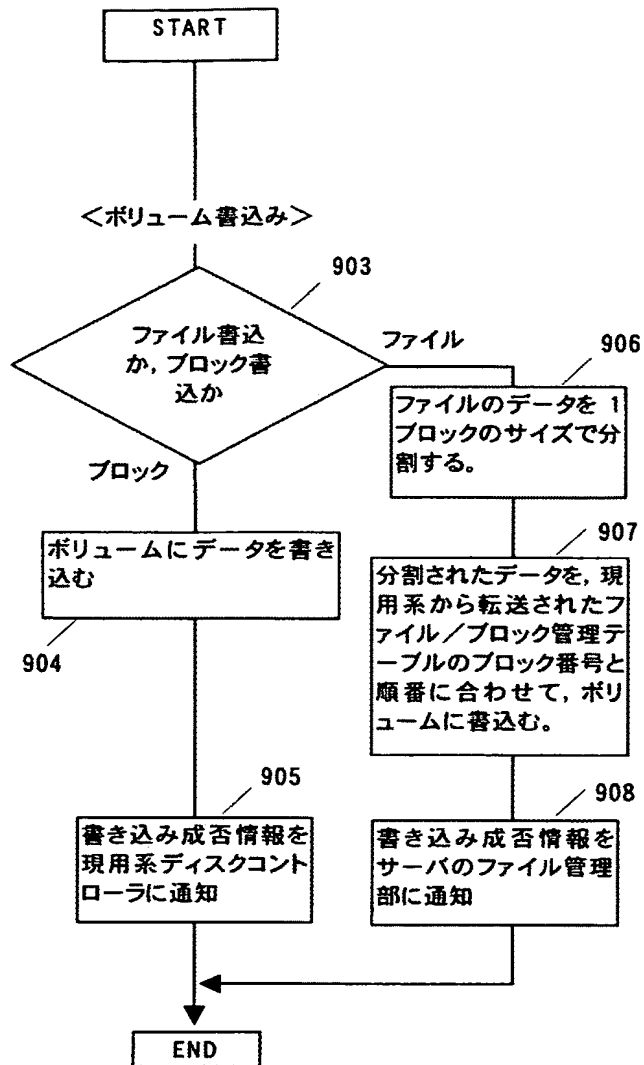 START
＜ボリューム書込み＞
903
ファイル書込
か，ブロック書
込か
ファイル
906
ファイルのデータを 1
ブロックのサイズで分
割する。
ブロック
ボリュームにデータを書き
込む
904
907
分割されたデータを，現
用系から転送されたフ
ァイル／ブロック管理テ
ーブルのブロック番号と
順番に合わせて，ボリ
ュームに書込む。
905
書き込み成否情報を
現用系ディスクコント
ローラに通知
908
書き込み成否情報を
サーバのファイル管理
部に通知
END